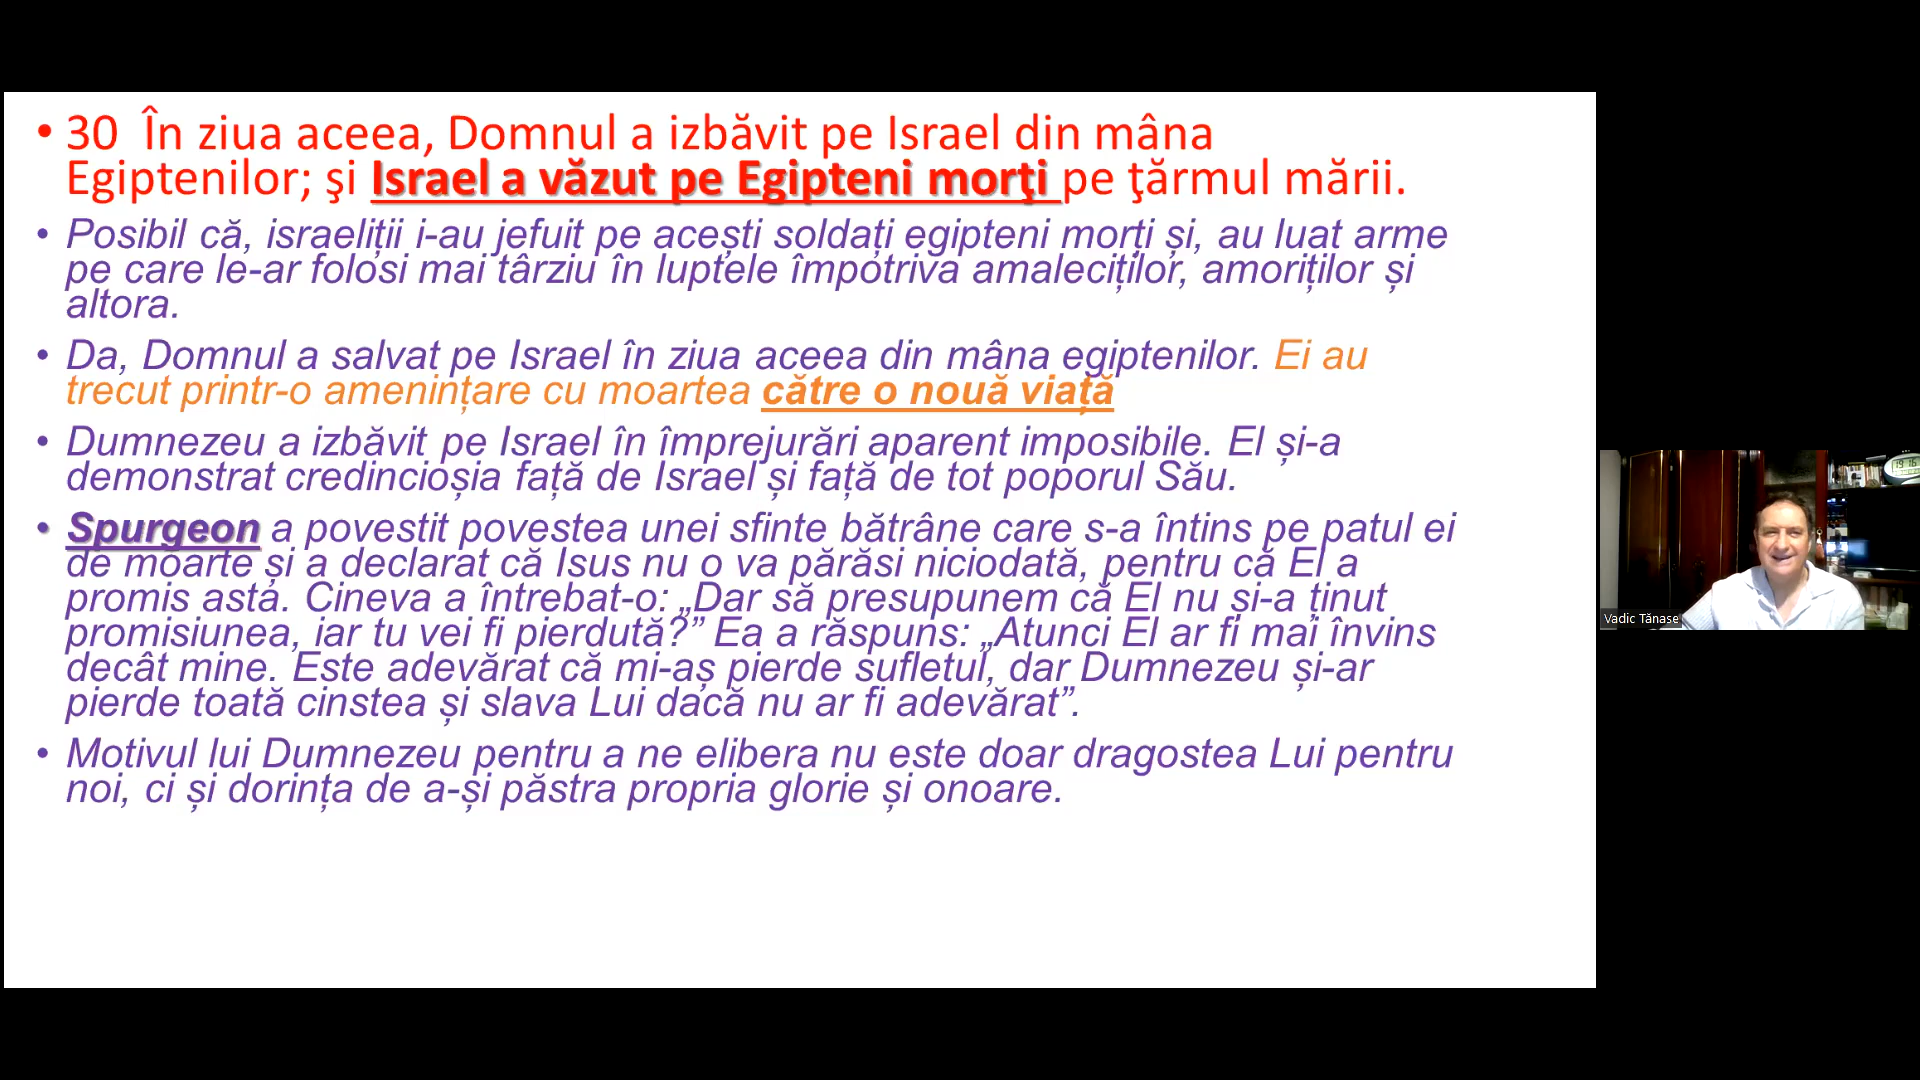 • 30  În ziua aceea, Domnul a izbăvit pe Israel din mâna
Egiptenilor; şi Israel a văzut pe Egipteni morţi pe ţărmul mării.
• Posibil că, israeliții i-au jefuit pe acești soldați egipteni morți și, au luat arme
pe care le-ar folosi mai târziu în luptele împotriva amaleciților, amoriților și
altora.
• Da, Domnul a salvat pe Israel în ziua aceea din mâna egiptenilor. Ei au
trecut printr-o amenințare cu moartea către o nouă viață
• Dumnezeu a izbăvit pe Israel în împrejurări aparent imposibile. El și-a
demonstrat credincioșia față de Israel și față de tot poporul Său.
• Spurgeon a povestit povestea unei sfinte bătrâne care s-a întins pe patul ei
de moarte și a declarat că Isus nu o va părăsi niciodată, pentru că El a
promis asta. Cineva a întrebat-o: „Dar să presupunem că El nu și-a ținut
promisiunea, iar tu vei fi pierdută?” Ea a răspuns: „Atunci El ar fi mai învins
decât mine. Este adevărat că mi-aș pierde sufletul, dar Dumnezeu și-ar
pierde toată cinstea și slava Lui dacă nu ar fi adevărat”.
• Motivul lui Dumnezeu pentru a ne elibera nu este doar dragostea Lui pentru
noi, ci și dorința de a-și păstra propria glorie și onoare.
Vadic Tănase